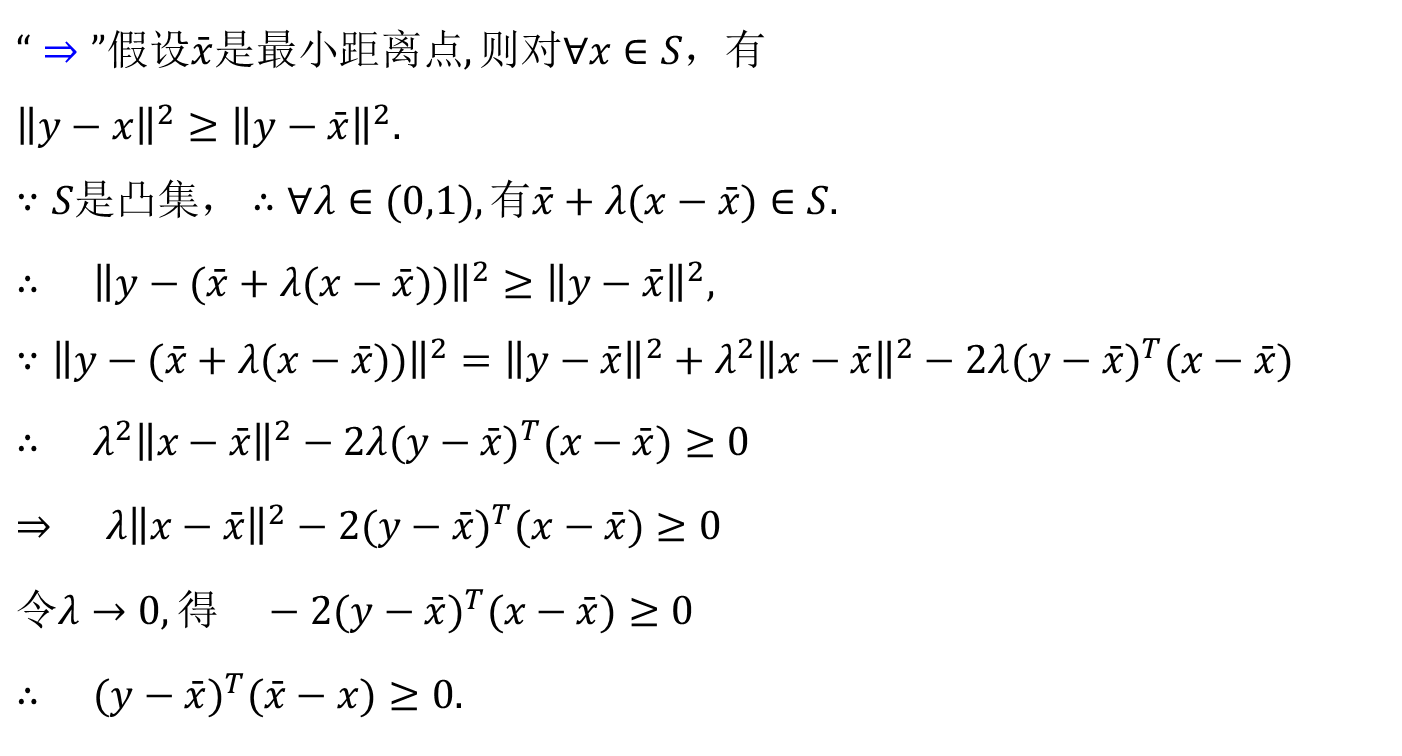 “ ⇒ ”假设x̄是最小距离点, 则对∀x ∈ S，有
‖y − x‖² ≥ ‖y − x̄‖².
∵ S是凸集， ∴ ∀λ ∈ (0,1), 有x̄ + λ(x − x̄) ∈ S.
∴ ‖y − (x̄ + λ(x − x̄))‖² ≥ ‖y − x̄‖²,
∵ ‖y − (x̄ + λ(x − x̄))‖² = ‖y − x̄‖² + λ²‖x − x̄‖² − 2λ(y − x̄)ᵀ(x − x̄)
∴ λ²‖x − x̄‖² − 2λ(y − x̄)ᵀ(x − x̄) ≥ 0
⇒ λ‖x − x̄‖² − 2(y − x̄)ᵀ(x − x̄) ≥ 0
令λ → 0, 得 − 2(y − x̄)ᵀ(x − x̄) ≥ 0
∴ (y − x̄)ᵀ(x̄ − x) ≥ 0.